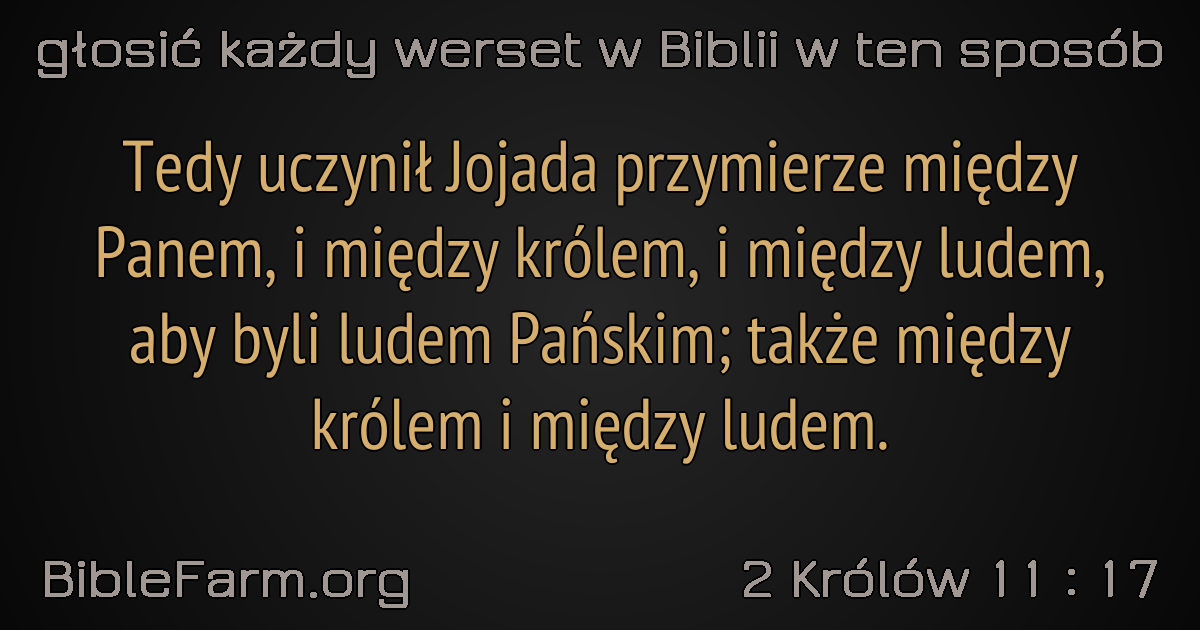 głosić każdy werset w Biblii w ten sposób
Tedy uczynił Jojada przymierze między
Panem, i między królem, i między ludem,
aby byli ludem Pańskim; także między
królem i między ludem.
BibleFarm.org
2 Królów 11 : 17